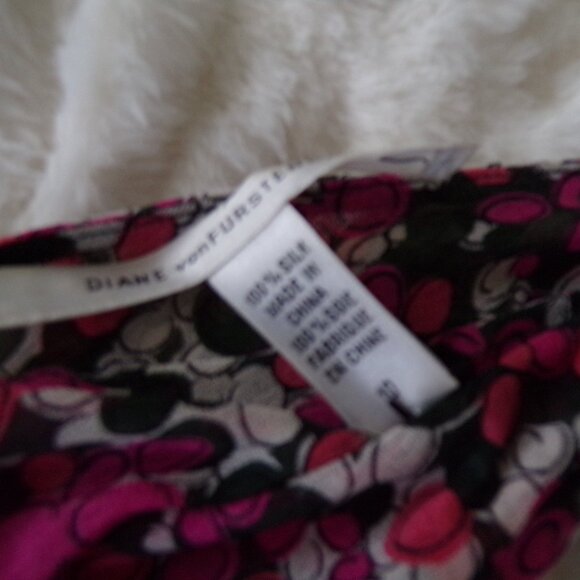 DIANE von FURSTE
100% SILK
MADE IN
CHINA
100% SOIE
FABRIQUE
EN CHINE